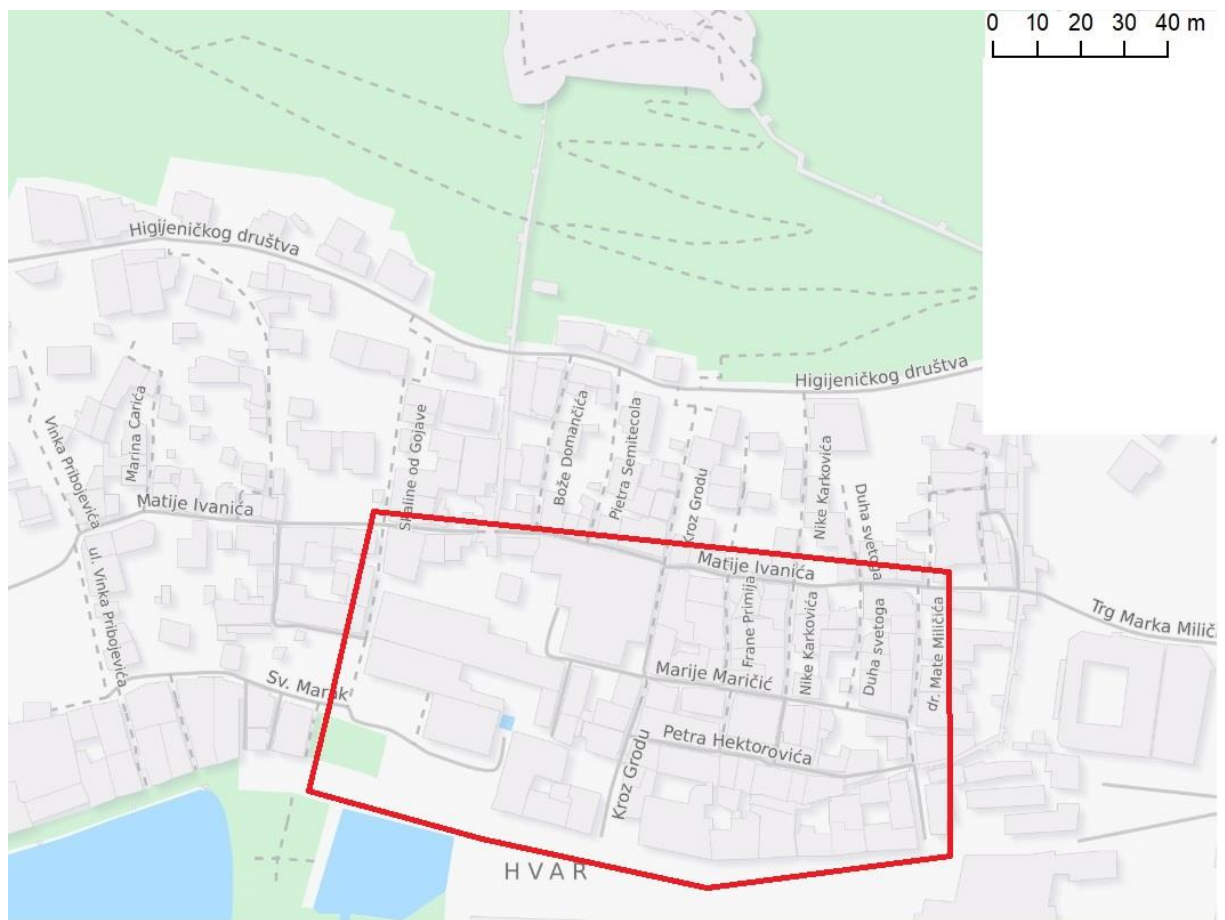 0 10 20 30 40 m
Higijeničkog društva
Higijeničkog društva
Marina Carića
Vinka Pribojevića
Skaline od Gojave
Bože Domančića
Pietra Semitecola
Kroz Grodu
Nike Karkovića
Duha svetoga
Matije Ivanića
ul. Vinka Pribojevića
Matije Ivanića
Trg Marka Milič
Frane Primija
Nike Karkovića
Duha svetoga
dr. Mate Miličića
Sv. Marak
Marije Maričić
Petra Hektorovića
Kroz Grodu
HVAR